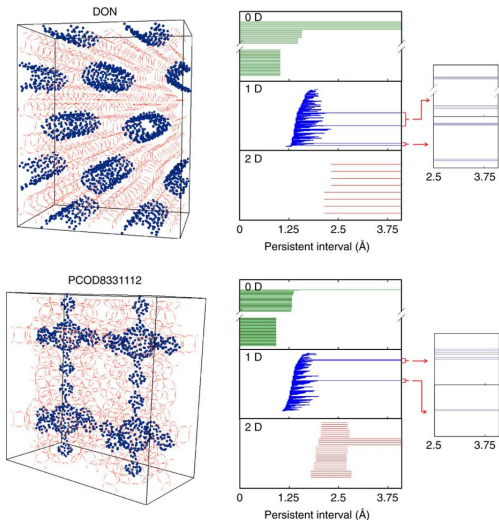 DON
0 D
1 D
2 D
0 1.25 2.5 3.75
Persistent interval (Å)
2.5 3.75
PCOD8331112
0 D
1 D
2 D
0 1.25 2.5 3.75
Persistent interval (Å)
2.5 3.75